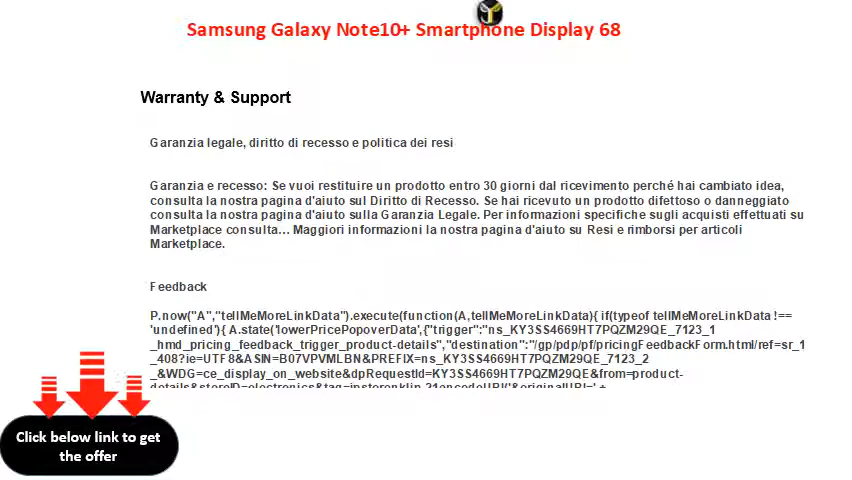 Samsung Galaxy Note10+ Smartphone Display 68
Warranty & Support
Garanzia legale, diritto di recesso e politica dei resi
Garanzia e recesso: Se vuoi restituire un prodotto entro 30 giorni dal ricevimento perché hai cambiato idea,
consulta la nostra pagina d'aiuto sul Diritto di Recesso. Se hai ricevuto un prodotto difettoso o danneggiato
consulta la nostra pagina d'aiuto sulla Garanzia Legale. Per informazioni specifiche sugli acquisti effettuati su
Marketplace consulta... Maggiori informazioni la nostra pagina d'aiuto su Resi e rimborsi per articoli
Marketplace.
Feedback
P.now("A","tellMeMoreLinkData").execute(function(A,tellMeMoreLinkData){ if(typeof tellMeMoreLinkData !==
'undefined'){ A.state('lowerPricePopoverData',{"trigger":"ns_KY3SS4669HT7PQZM29QE_7123_1
_hmd_pricing_feedback_trigger_product-details","destination":"/gp/pdp/pf/pricingFeedbackForm.html/ref=sr_1
_408?ie=UTF8&ASIN=B07VPVMLBN&PREFIX=ns_KY3SS4669HT7PQZM29QE_7123_2
_&WDG=ce_display_on_website&dpRequestId=KY3SS4669HT7PQZM29QE&from=product-
Click below link to get
the offer